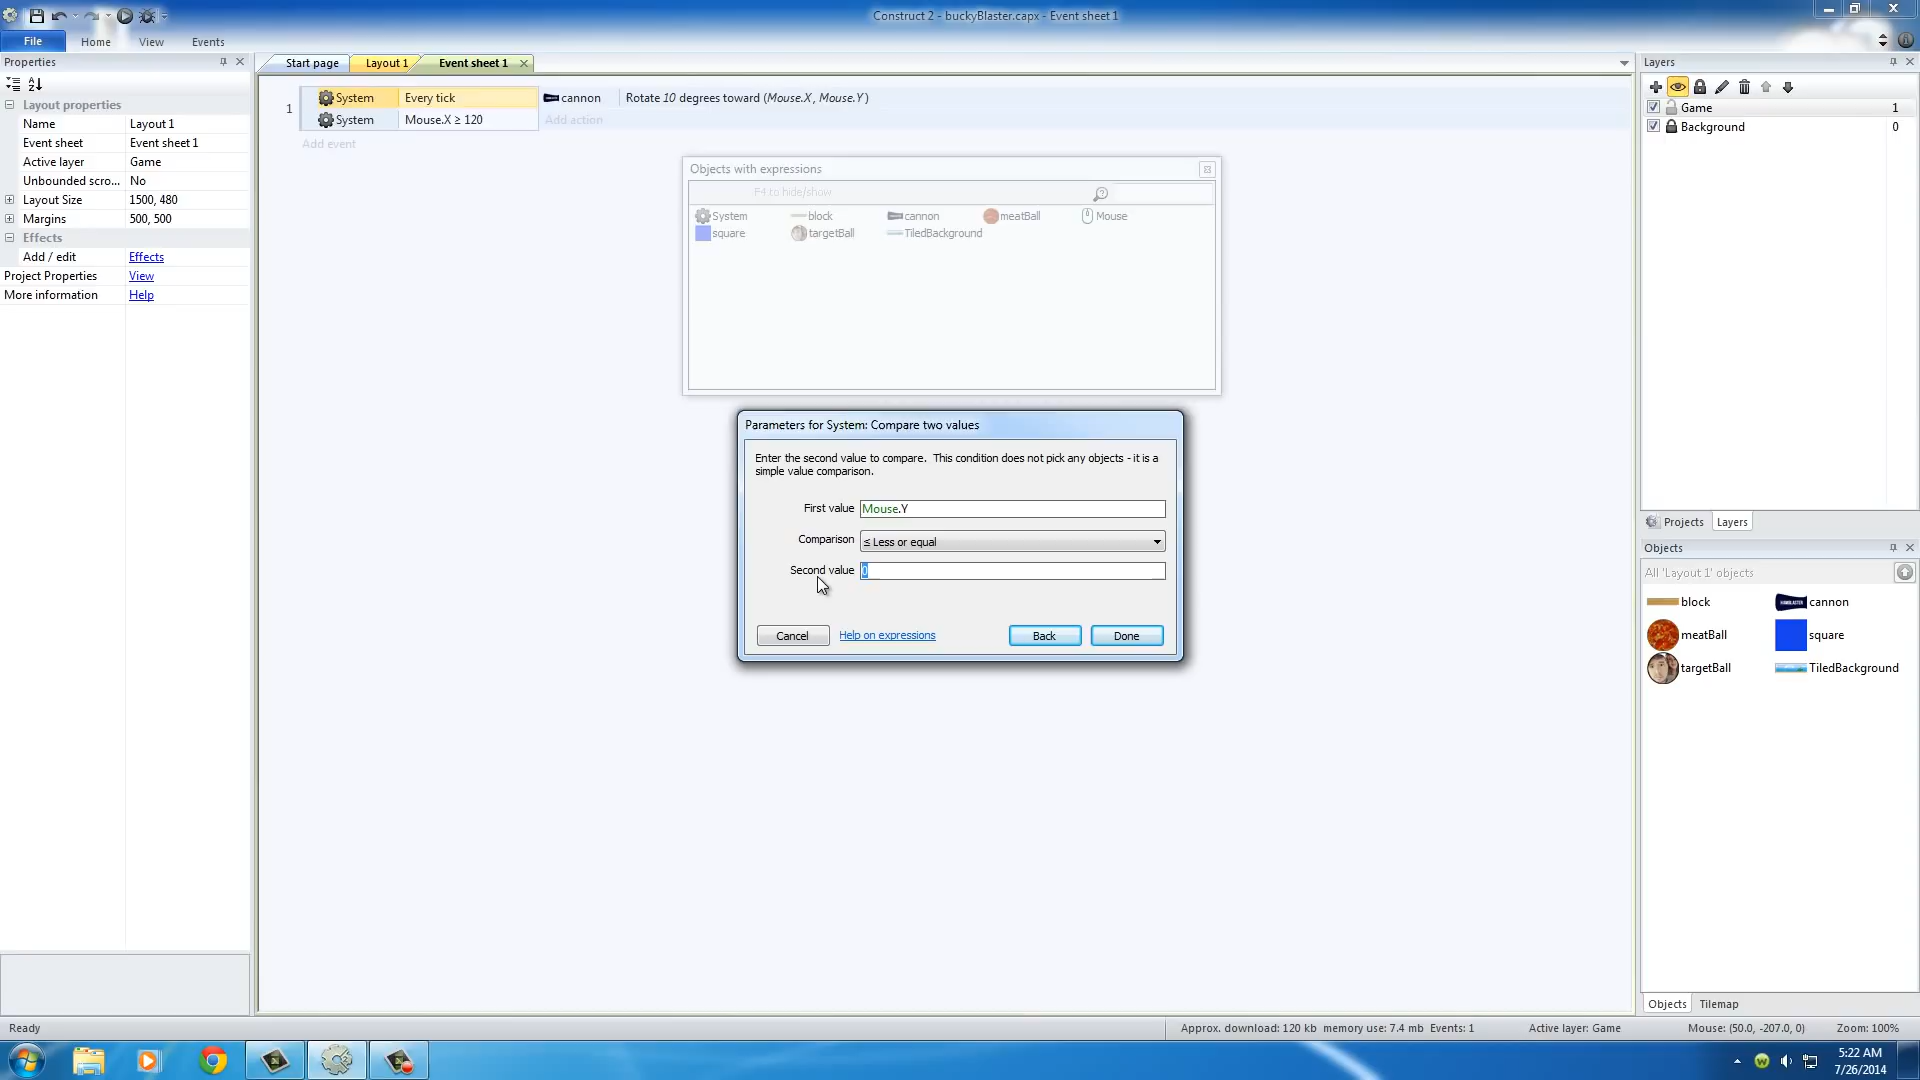 Construct 2 - buckyBlaster.capx - Event sheet 1
File Home View Events
Properties
Start page Layout 1 Event sheet 1
Layers
Layout properties
Name Layout 1
Event sheet Event sheet 1
Active layer Game
Unbounded scro... No
Layout Size 1500, 480
Margins 500, 500
Effects
Add / edit Effects
Project Properties View
More information Help
1 System Every tick cannon Rotate 10 degrees toward (Mouse.X, Mouse.Y)
System Mouse.X ≥ 120 Add action
Add event
Objects with expressions
F4 to hide/show
System block cannon meatBall Mouse
square targetBall TiledBackground
Parameters for System: Compare two values
Enter the second value to compare. This condition does not pick any objects - it is a
simple value comparison.
First value Mouse.Y
Comparison ≤ Less or equal
Second value 0
Cancel Help on expressions Back Done
Game 1
Background 0
Projects Layers
Objects
All 'Layout 1' objects
block cannon
meatBall square
targetBall TiledBackground
Objects Tilemap
Ready Approx. download: 120 kb memory use: 7.4 mb Events: 1 Active layer: Game Mouse: (50.0, -207.0, 0) Zoom: 100%
5:22 AM
7/26/2014